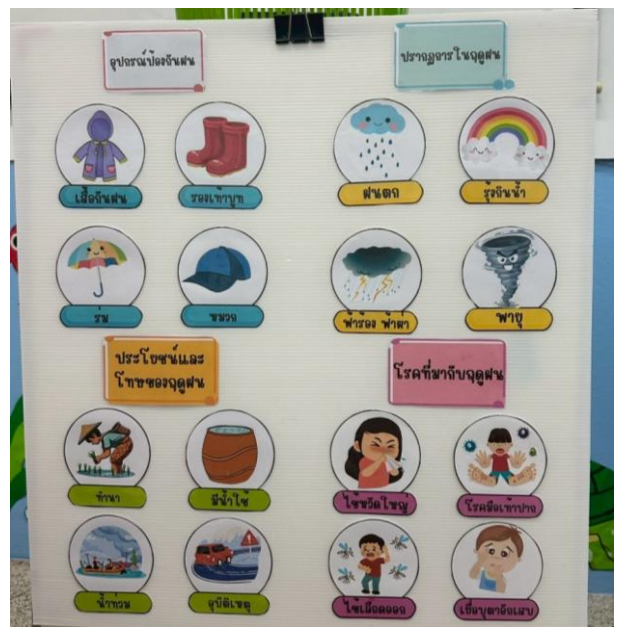 อุปกรณ์ป้องกันฝน
เสื้อกันฝน
รองเท้าบูท
ร่ม
หมวก
ปรากฏการในฤดูฝน
ฝนตก
รุ้งกินน้ำ
ฟ้าร้อง ฟ้าผ่า
พายุ
ประโยชน์และ
โทษของฤดูฝน
ทำนา
มีน้ำใช้
น้ำท่วม
อุบัติเหตุ
โรคที่มากับฤดูฝน
ไข้หวัดใหญ่
โรคมือเท้าปาก
ไข้เลือดออก
เยื่อบุตาอักเสบ